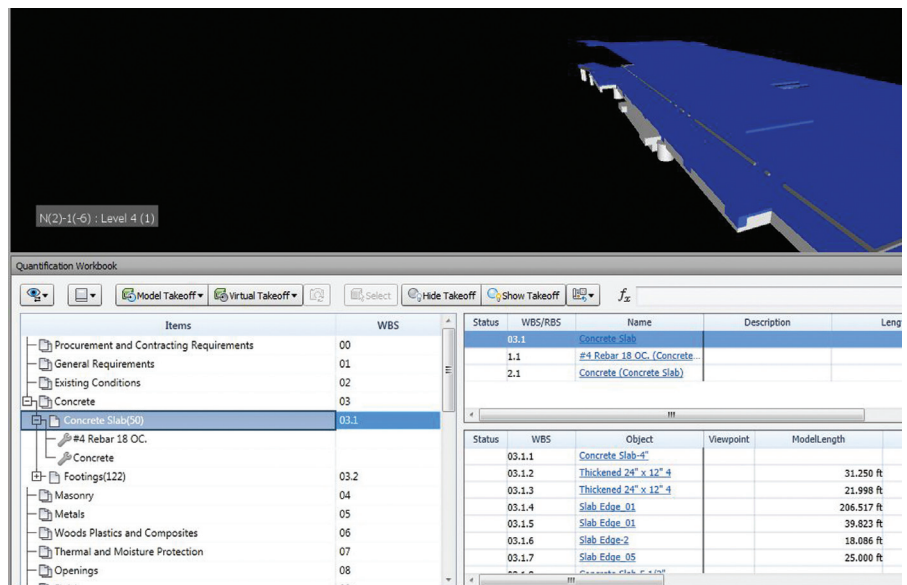 N(2)-1(-6) : Level 4 (1)
Quantification Workbook
Model Takeoff Virtual Takeoff Select Hide Takeoff Show Takeoff fx
Items WBS
Procurement and Contracting Requirements 00
General Requirements 01
Existing Conditions 02
Concrete 03
Concrete Slab(50) 03.1
#4 Rebar 18 OC.
Concrete
Footings(122) 03.2
Masonry 04
Metals 05
Woods Plastics and Composites 06
Thermal and Moisture Protection 07
Openings 08
Status WBS/RBS Name Description Leng
03.1 Concrete Slab
1.1 #4 Rebar 18 OC. (Concrete...
2.1 Concrete (Concrete Slab)
Status WBS Object Viewpoint ModelLength
03.1.1 Concrete Slab-4"
03.1.2 Thickened 24" x 12" 4 31.250 ft
03.1.3 Thickened 24" x 12" 4 21.998 ft
03.1.4 Slab Edge_01 206.517 ft
03.1.5 Slab Edge_01 39.823 ft
03.1.6 Slab Edge-2 18.086 ft
03.1.7 Slab Edge_05 25.000 ft